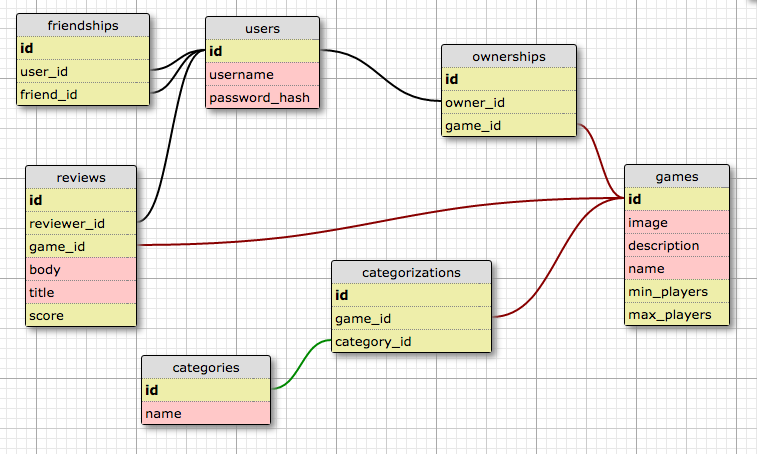 friendships
id
user_id
friend_id
users
id
username
password_hash
ownerships
id
owner_id
game_id
reviews
id
reviewer_id
game_id
body
title
score
games
id
image
description
name
min_players
max_players
categorizations
id
game_id
category_id
categories
id
name